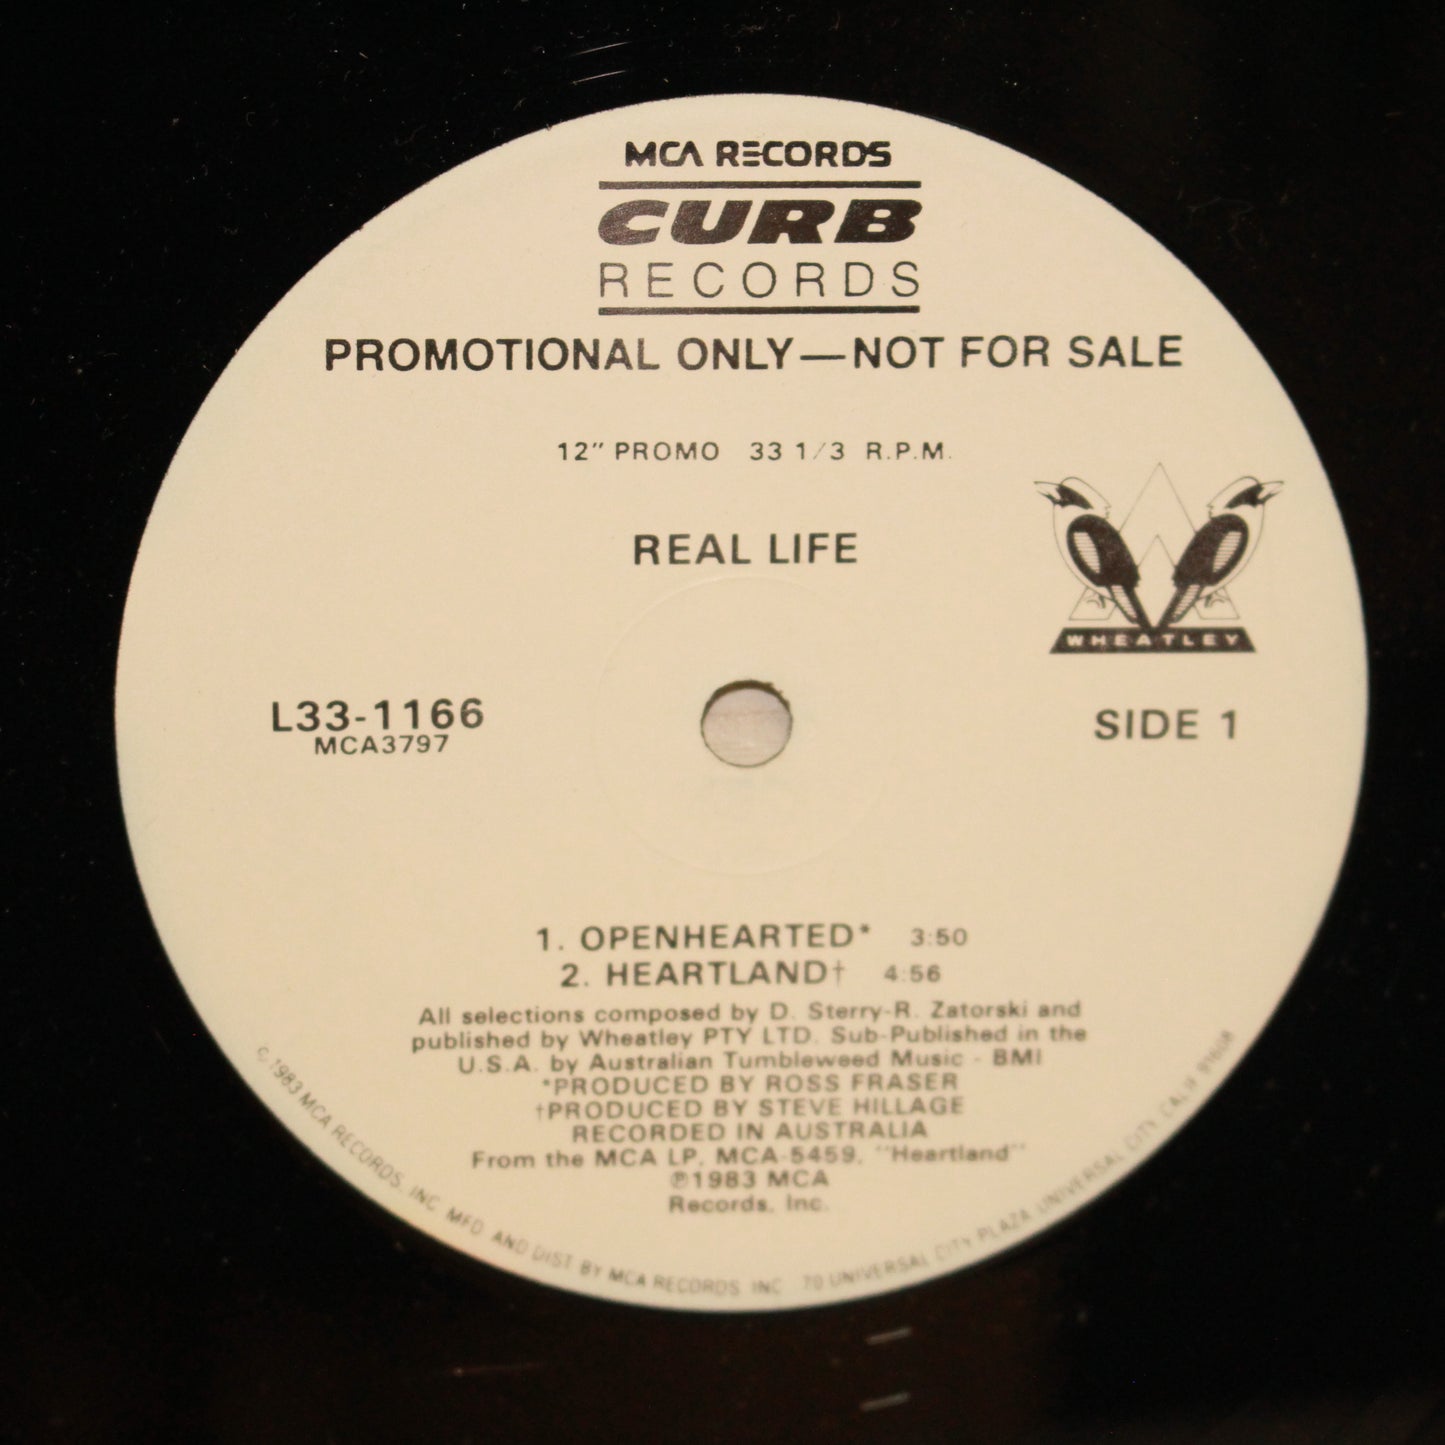 MCA RECORDS
CURB
RECORDS
PROMOTIONAL ONLY—NOT FOR SALE
12" PROMO 33 1/3 R.P.M.
REAL LIFE
WHEATLEY
L33-1166
MCA3797
SIDE 1
1. OPENHEARTED* 3:50
2. HEARTLAND† 4:56
All selections composed by D. Sterry-R. Zatorski and
published by Wheatley PTY LTD. Sub-Published in the
U.S.A. by Australian Tumbleweed Music - BMI
*PRODUCED BY ROSS FRASER
†PRODUCED BY STEVE HILLAGE
RECORDED IN AUSTRALIA
From the MCA LP, MCA-5459, "Heartland"
℗1983 MCA
Records, Inc.
© 1983 MCA RECORDS, INC. MFD. AND DIST BY MCA RECORDS, INC. 70 UNIVERSAL CITY PLAZA, UNIVERSAL CITY, CALIF. 91608